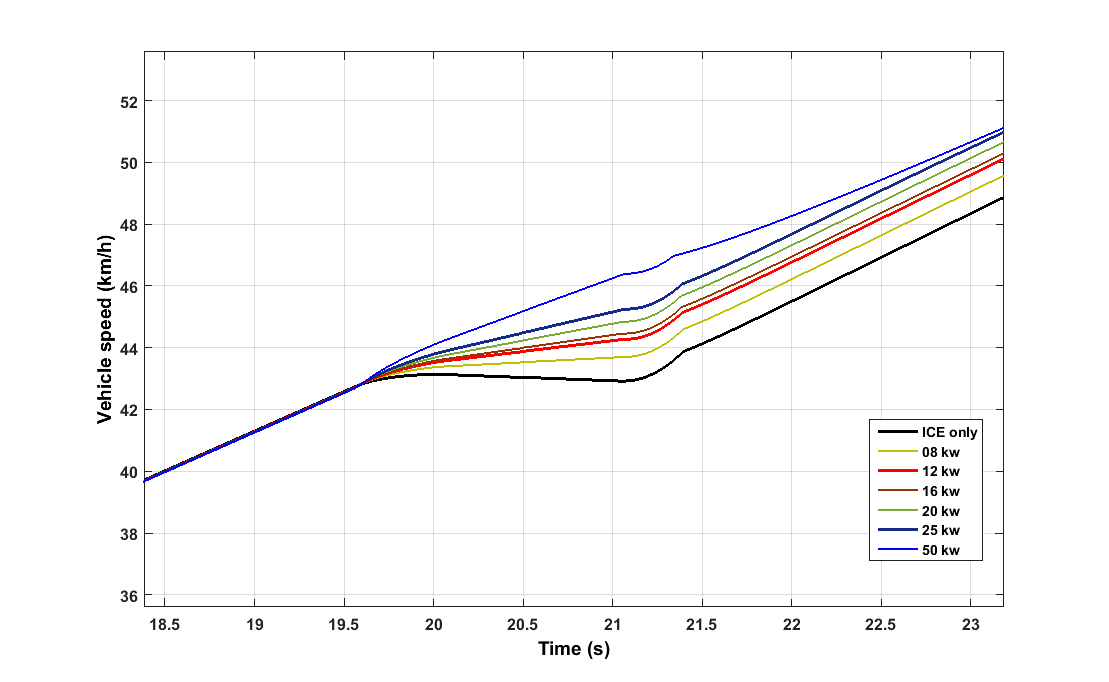 52
50
48
46
44
42
40
38
36
Vehicle speed (km/h)
ICE only
08 kw
12 kw
16 kw
20 kw
25 kw
50 kw
18.5 19 19.5 20 20.5 21 21.5 22 22.5 23
Time (s)